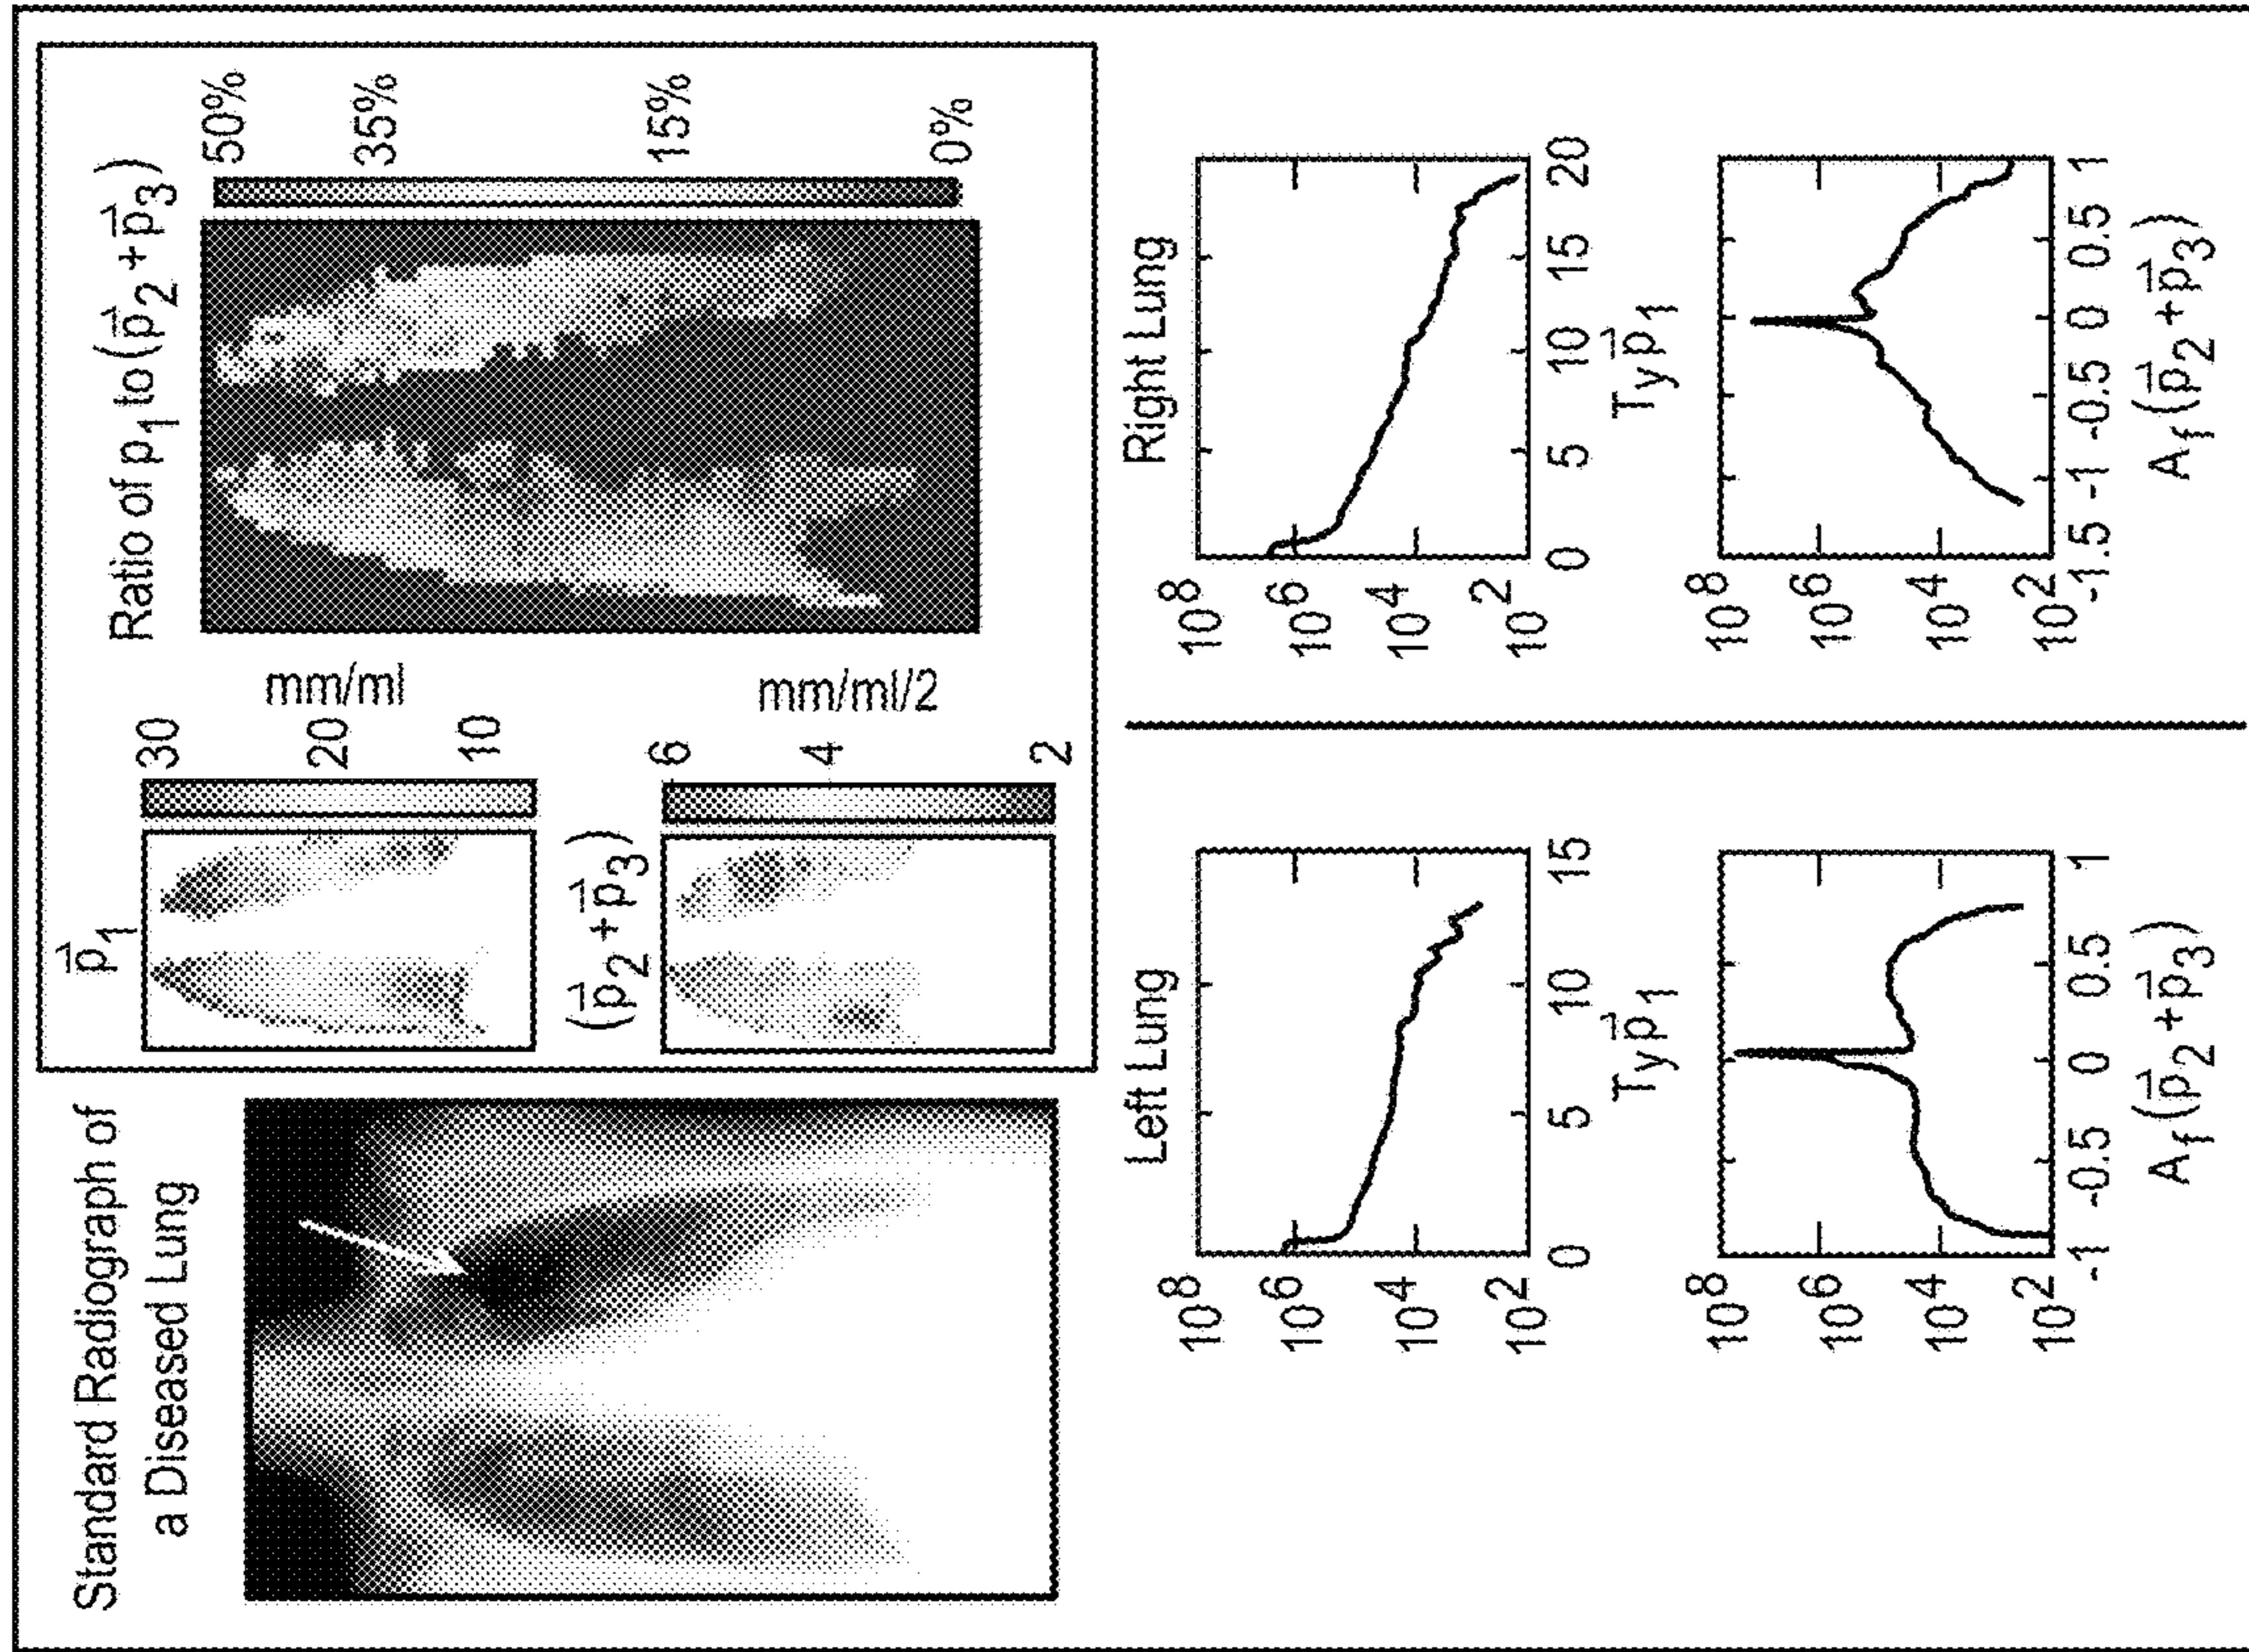 Standard Radiograph of
a Diseased Lung
p⃗1
30
20
10
mm/ml
(p⃗2 + p⃗3)
6
4
2
mm/ml/2
Ratio of p1 to (p⃗2 + p⃗3)
50%
35%
15%
0%
Left Lung
10^8
10^6
10^4
10^2
0 5 10 15
Ty p⃗1
10^8
10^6
10^4
10^2
-1 -0.5 0 0.5 1
Af (p⃗2 + p⃗3)
Right Lung
10^8
10^6
10^4
10^2
0 5 10 15 20
Ty p⃗1
10^8
10^6
10^4
10^2
-1.5 -1 -0.5 0 0.5 1
Af (p⃗2 + p⃗3)